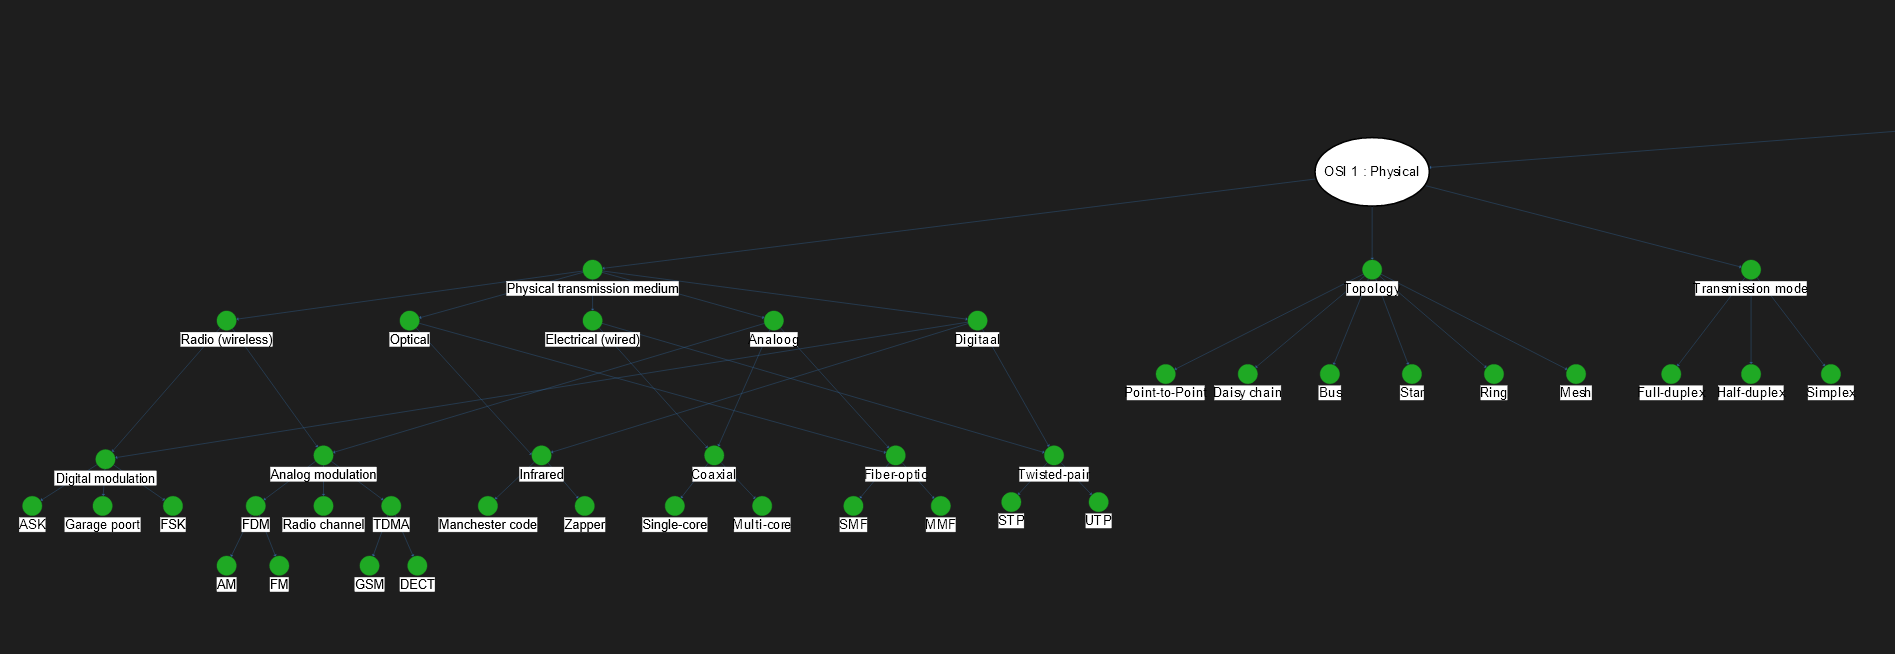 OSI 1 : Physical
Physical transmission medium
Topology
Transmission mode
Radio (wireless)
Optical
Electrical (wired)
Analoog
Digitaal
Point-to-Point
Daisy chain
Bus
Star
Ring
Mesh
Full-duplex
Half-duplex
Simplex
Digital modulation
Analog modulation
Infrared
Coaxial
Fiber-optic
Twisted-pair
ASK
Garage poort
FSK
FDM
Radio channel
TDMA
Manchester code
Zapper
Single-core
Multi-core
SMF
MMF
STP
UTP
AM
FM
GSM
DECT